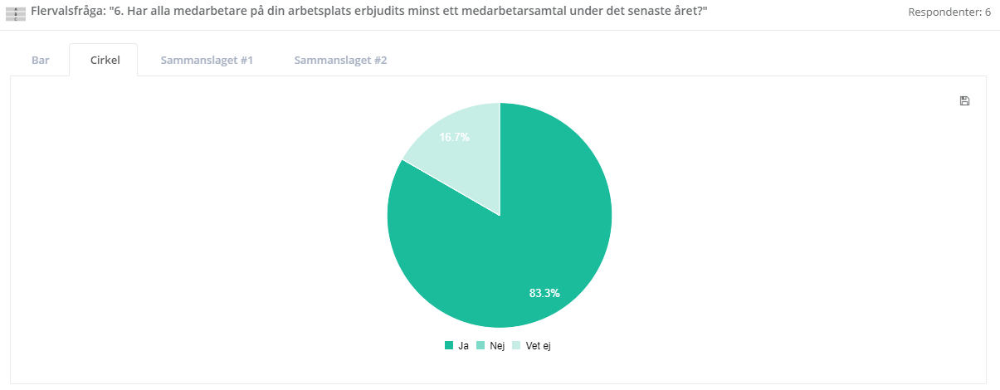 Flervalsfråga: "6. Har alla medarbetare på din arbetsplats erbjudits minst ett medarbetarsamtal under det senaste året?" Respondenter: 6
Bar Cirkel Sammanslaget #1 Sammanslaget #2
16.7%
83.3%
Ja Nej Vet ej